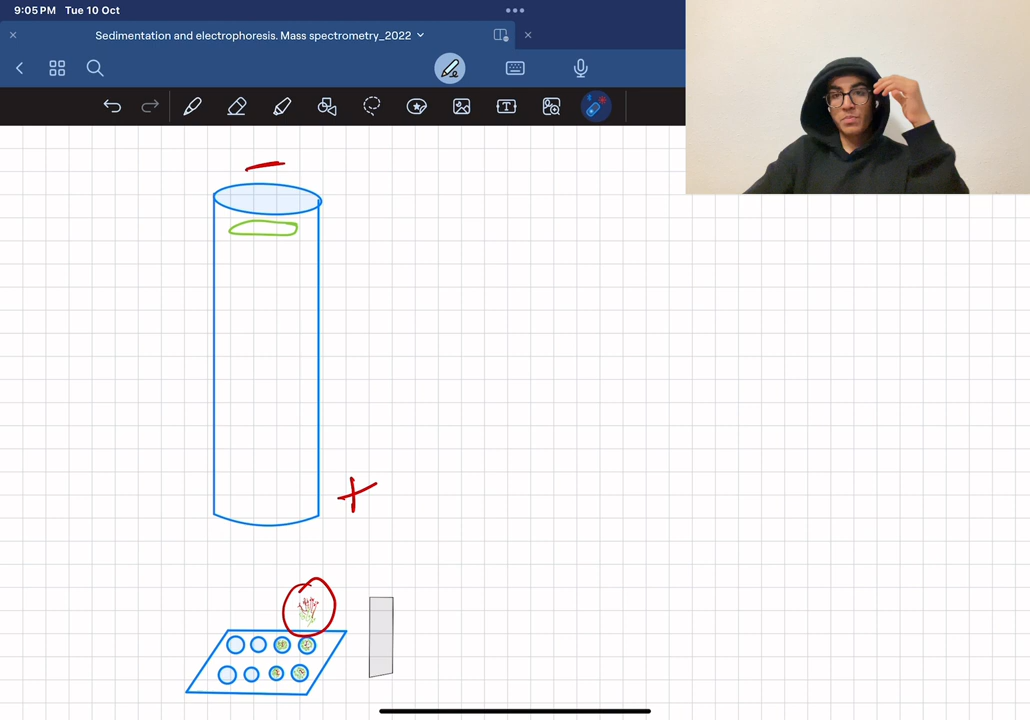 9:05 PM Tue 10 Oct
Sedimentation and electrophoresis. Mass spectrometry_2022
T
−
+